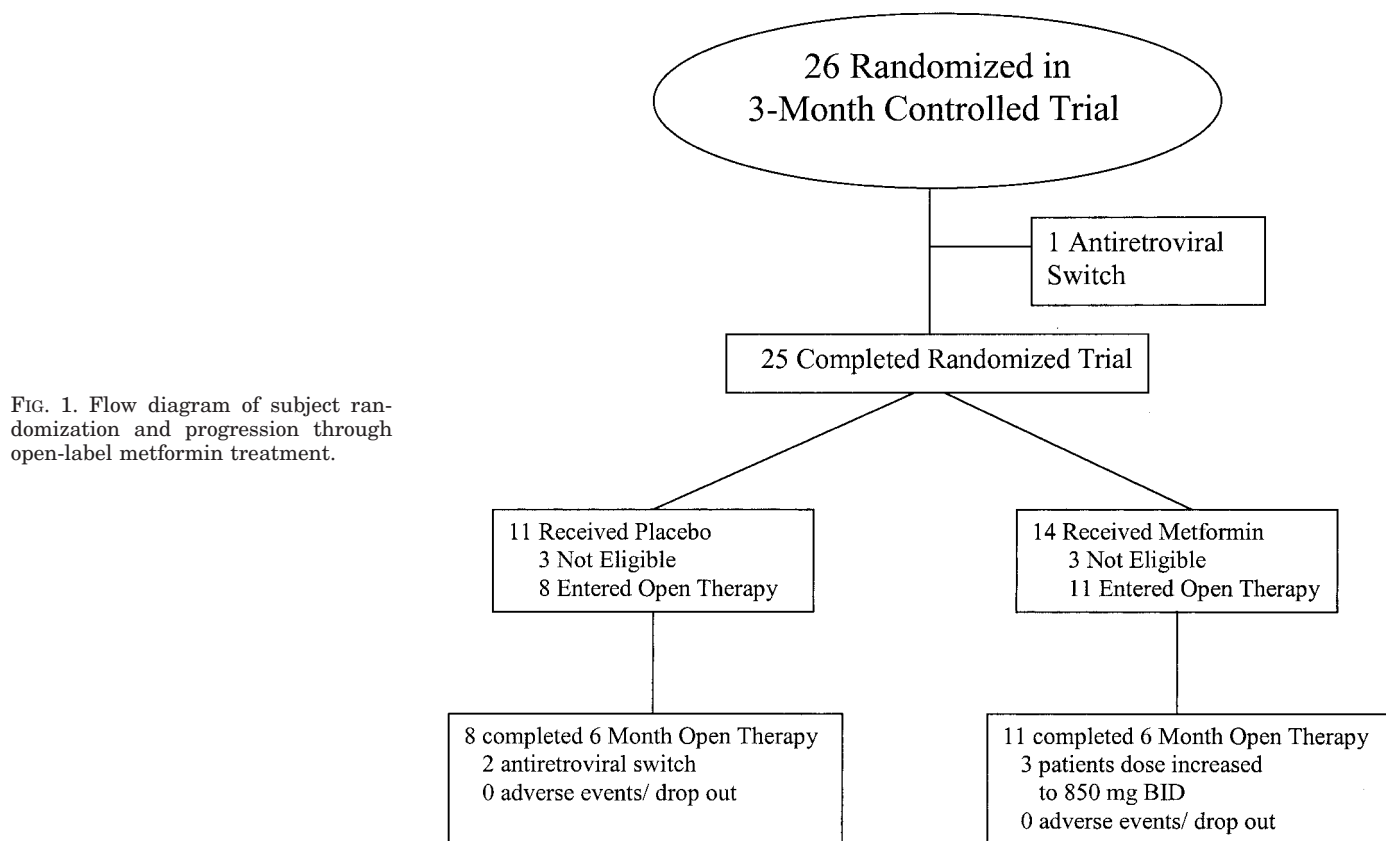 26 Randomized in
3-Month Controlled Trial
1 Antiretroviral
Switch
25 Completed Randomized Trial
FIG. 1. Flow diagram of subject ran-
domization and progression through
open-label metformin treatment.
11 Received Placebo
3 Not Eligible
8 Entered Open Therapy
14 Received Metformin
3 Not Eligible
11 Entered Open Therapy
8 completed 6 Month Open Therapy
2 antiretroviral switch
0 adverse events/ drop out
11 completed 6 Month Open Therapy
3 patients dose increased
to 850 mg BID
0 adverse events/ drop out